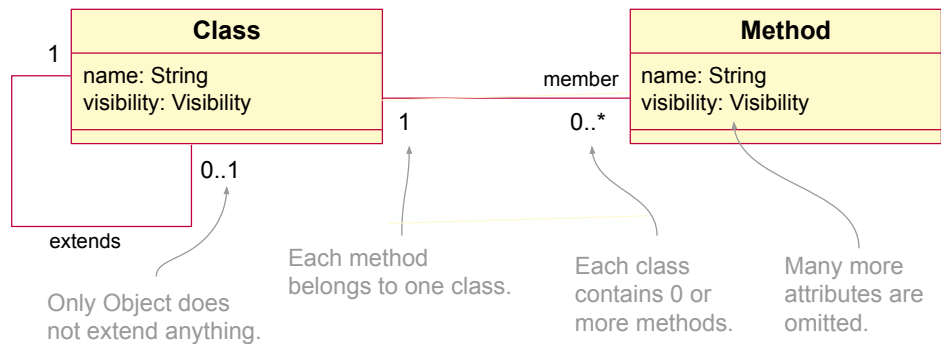 Class
Method
1
name: String
visibility: Visibility
member
name: String
visibility: Visibility
1
0..*
0..1
extends
Only Object does
not extend anything.
Each method
belongs to one class.
Each class
contains 0 or
more methods.
Many more
attributes are
omitted.